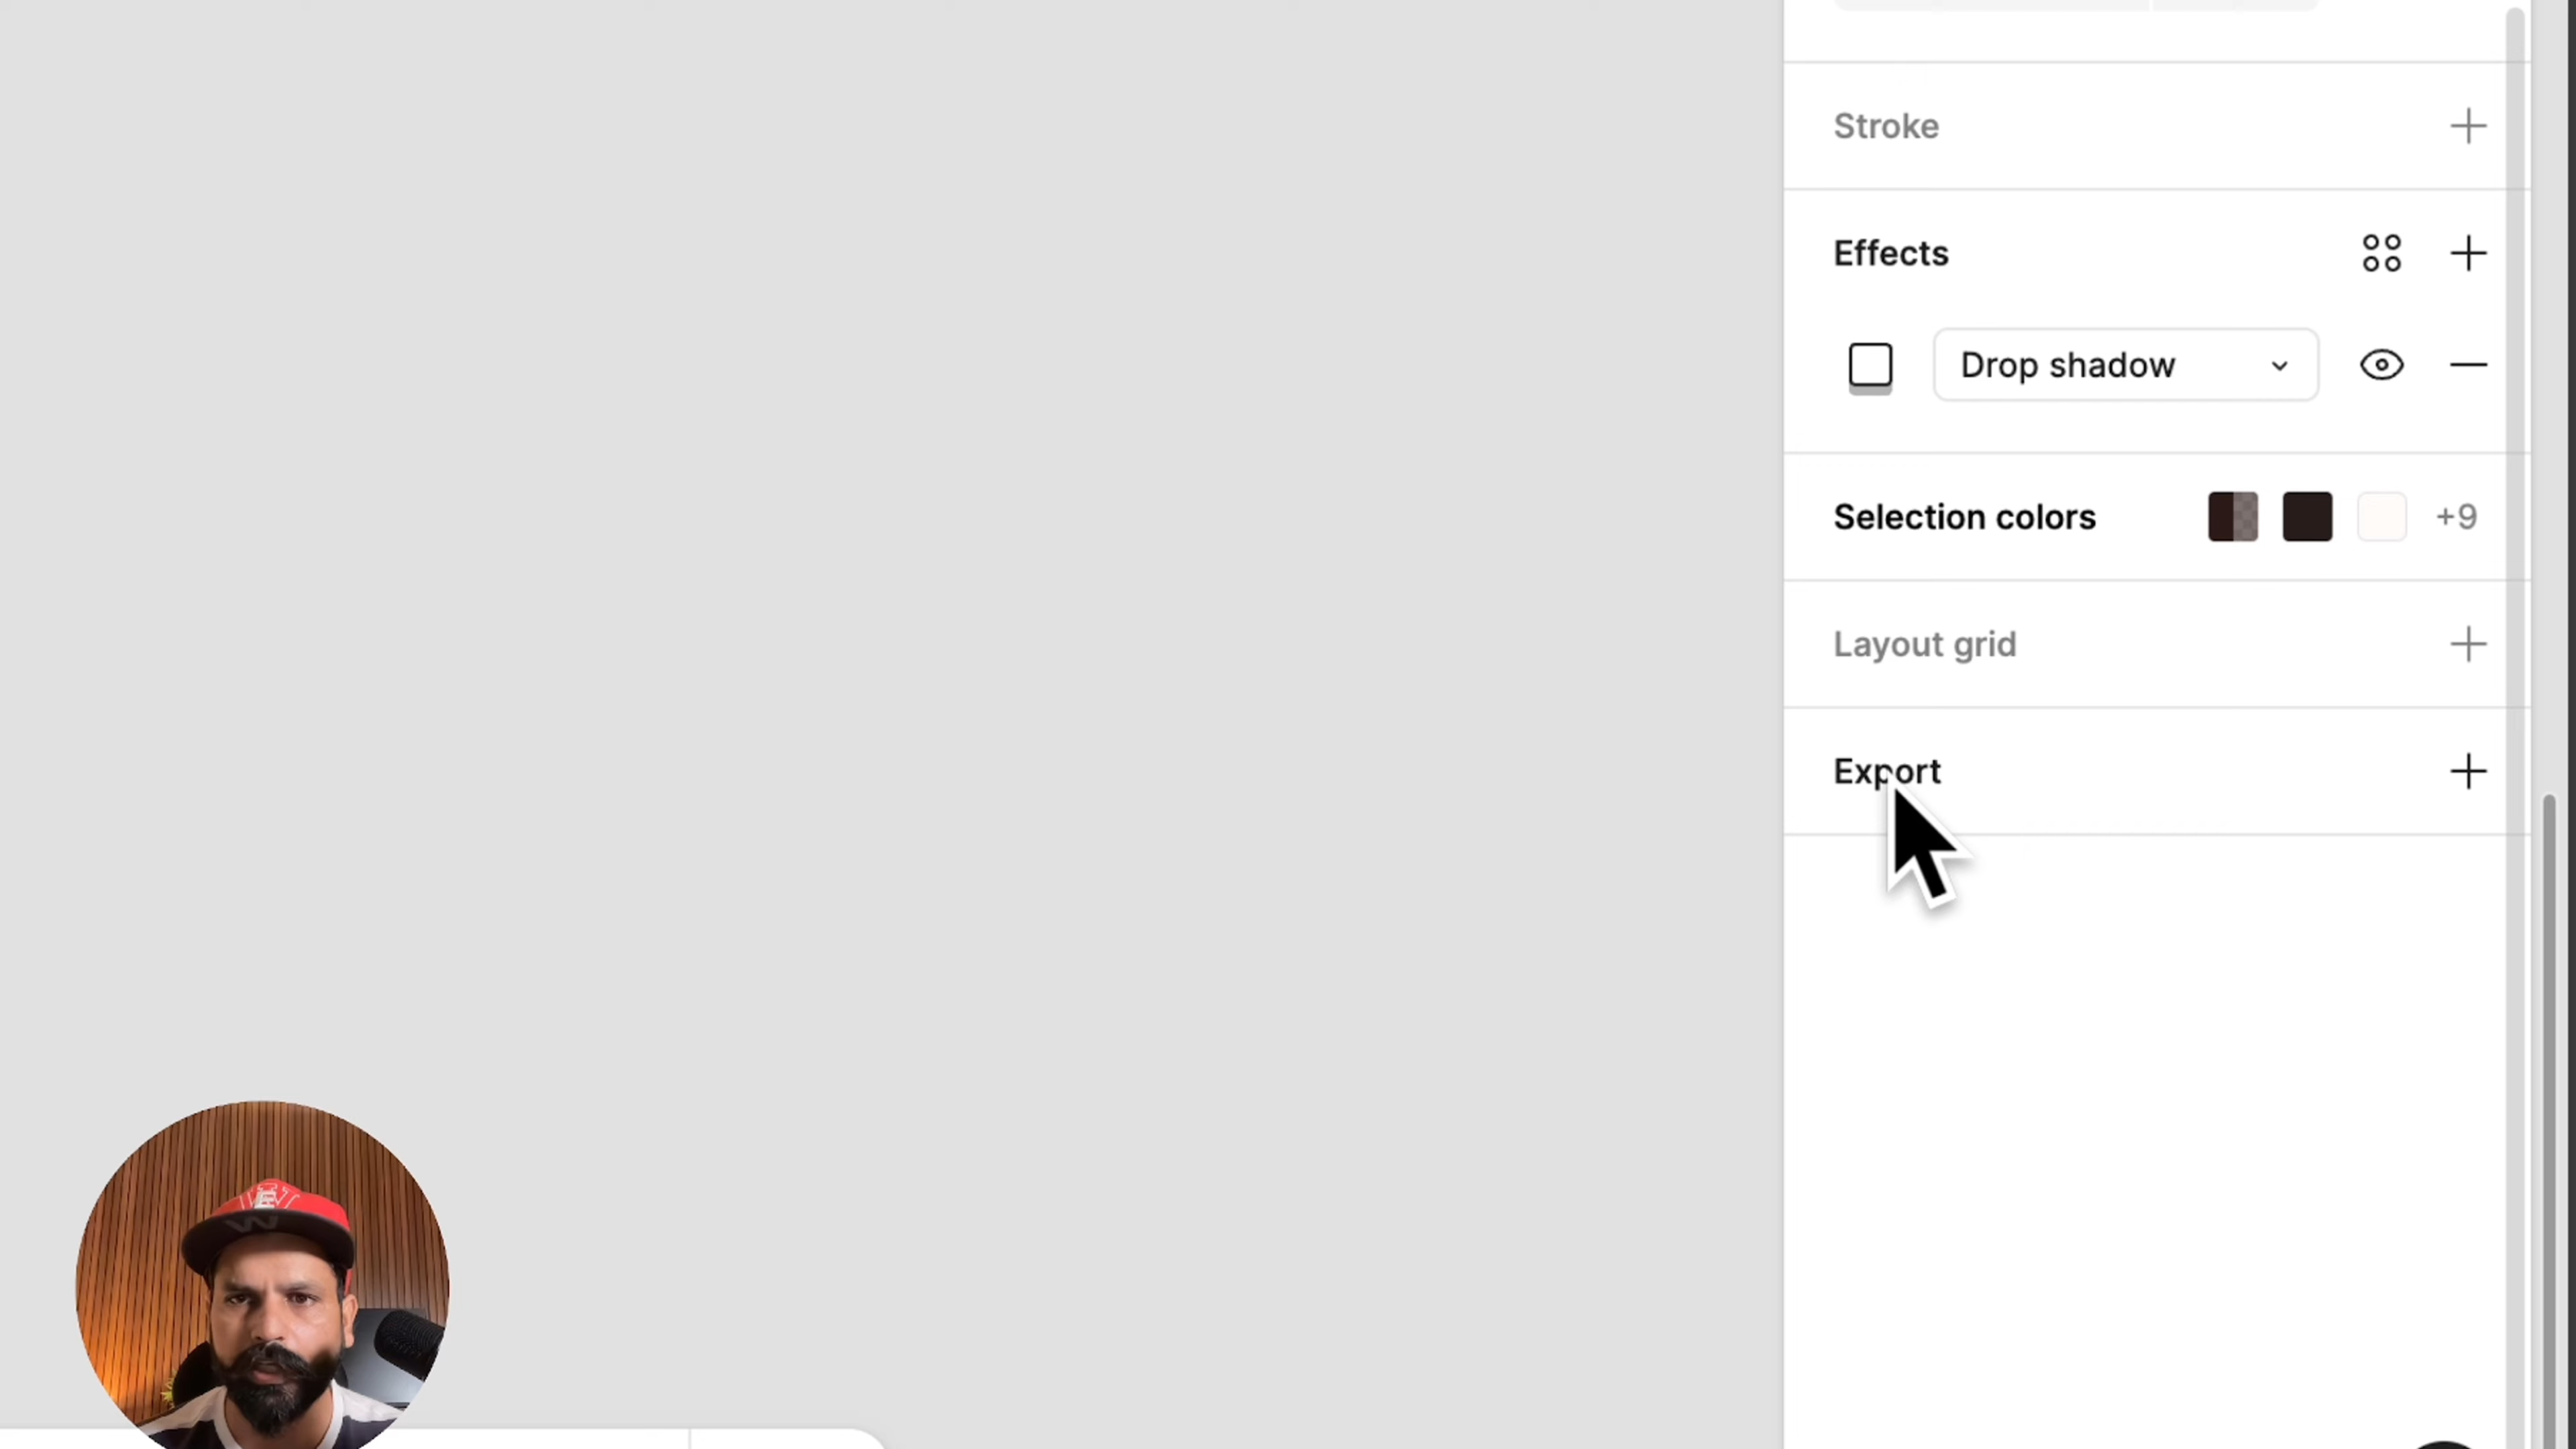 Stroke
Effects
Drop shadow
Selection colors +9
Layout grid
Export